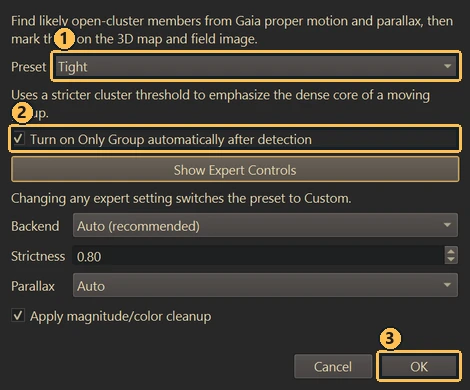 Find likely open-cluster members from Gaia proper motion and parallax, then
mark on the 3D map and field image.
1
Preset Tight
Uses a stricter cluster threshold to emphasize the dense core of a moving
2
Turn on Only Group automatically after detection
Show Expert Controls
Changing any expert setting switches the preset to Custom.
Backend Auto (recommended)
Strictness 0.80
Parallax Auto
Apply magnitude/color cleanup
3
Cancel OK